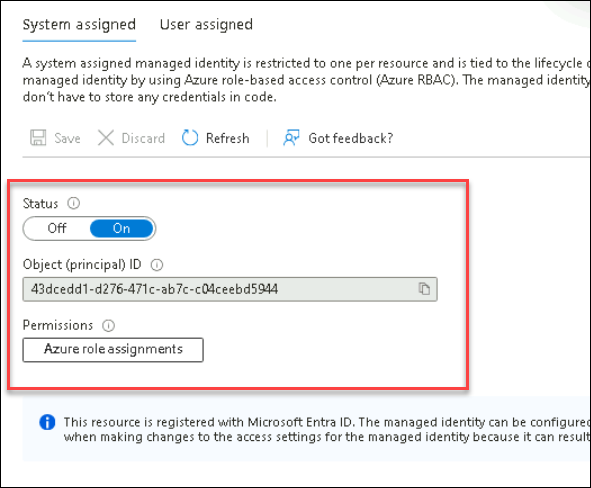 System assigned User assigned
A system assigned managed identity is restricted to one per resource and is tied to the lifecycle
managed identity by using Azure role-based access control (Azure RBAC). The managed identity
don't have to store any credentials in code.
Save Discard Refresh Got feedback?
Status
Off On
Object (principal) ID
43dcedd1-d276-471c-ab7c-c04ceebd5944
Permissions
Azure role assignments
This resource is registered with Microsoft Entra ID. The managed identity can be configured
when making changes to the access settings for the managed identity because it can result